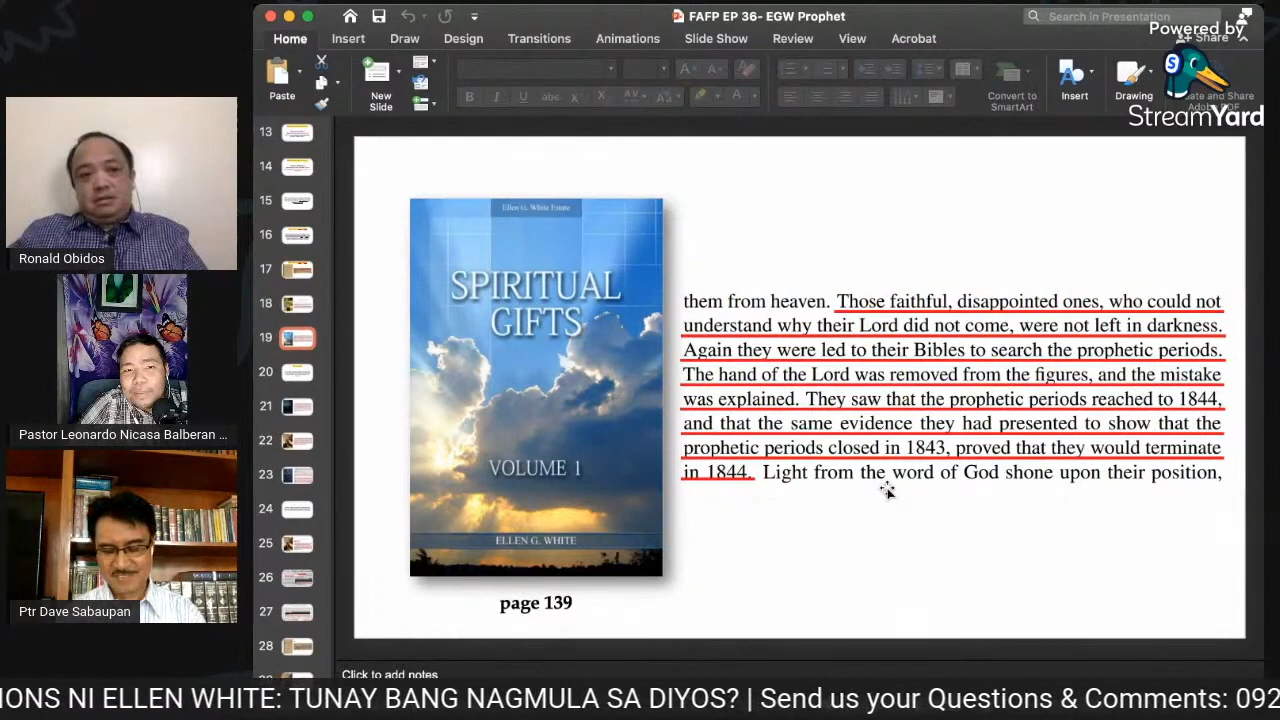 FAFP EP 36- EGW Prophet
Search in Presentation
Powered by
Share
StreamYard
Home Insert Draw Design Transitions Animations Slide Show Review View Acrobat
Paste
New
Slide
Convert to
SmartArt
Insert
Drawing
Create and Share
Adobe PDF
13
14
15
16
17
18
19
20
21
22
23
24
25
26
27
28
Ronald Obidos
Pastor Leonardo Nicasa Balberan ...
Ptr Dave Sabaupan
Ellen G. White Estate
SPIRITUAL
GIFTS
VOLUME 1
ELLEN G. WHITE
page 139
them from heaven. Those faithful, disappointed ones, who could not
understand why their Lord did not come, were not left in darkness.
Again they were led to their Bibles to search the prophetic periods.
The hand of the Lord was removed from the figures, and the mistake
was explained. They saw that the prophetic periods reached to 1844,
and that the same evidence they had presented to show that the
prophetic periods closed in 1843, proved that they would terminate
in 1844. Light from the word of God shone upon their position,
Click to add notes
IONS NI ELLEN WHITE: TUNAY BANG NAGMULA SA DIYOS? | Send us your Questions & Comments: 092